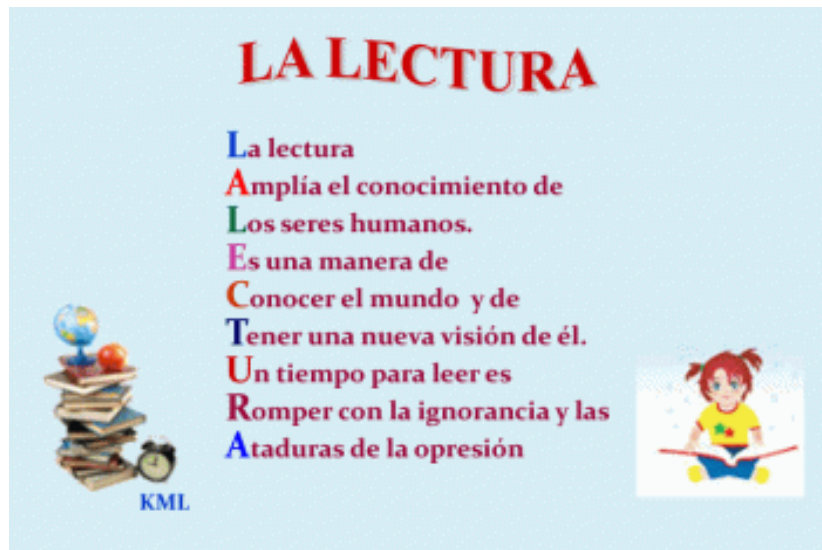 LA LECTURA
La lectura
Amplía el conocimiento de
Los seres humanos.
Es una manera de
Conocer el mundo y de
Tener una nueva visión de él.
Un tiempo para leer es
Romper con la ignorancia y las
Ataduras de la opresión
KML